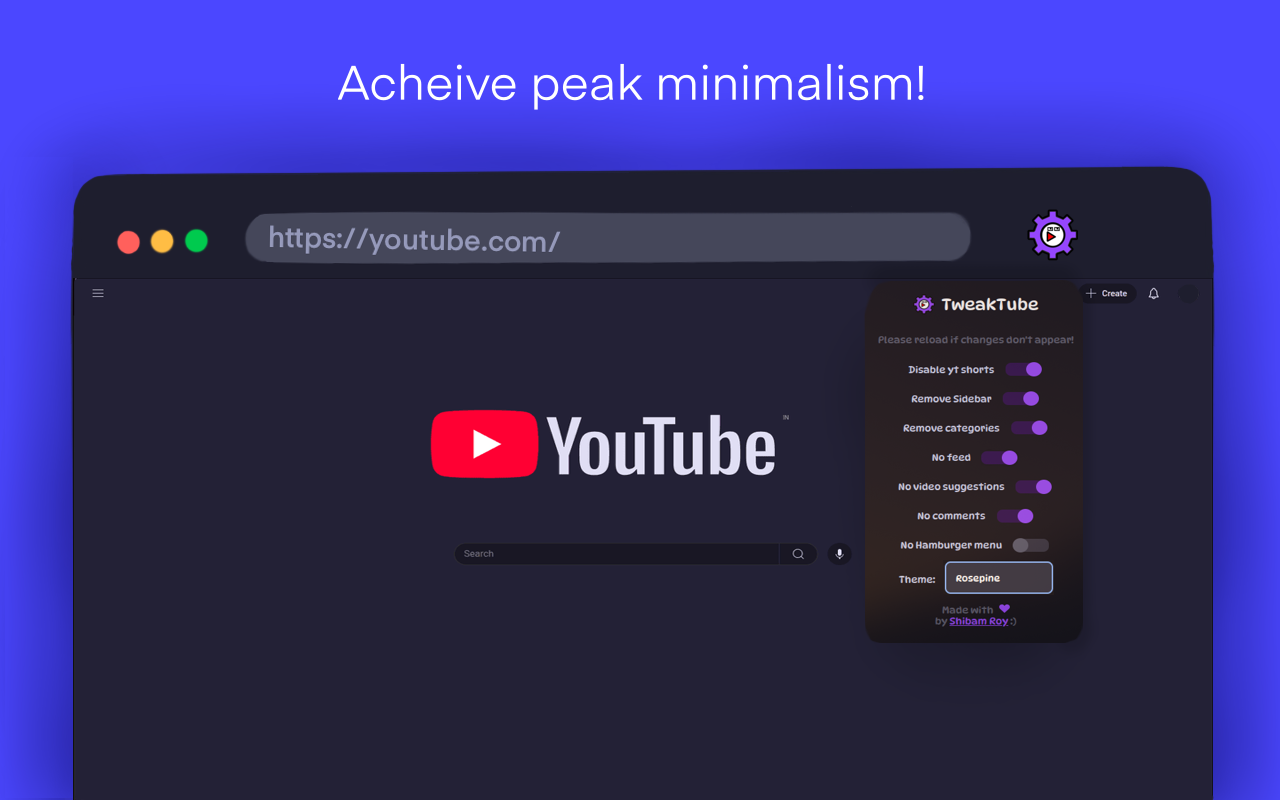 Acheive peak minimalism!
https://youtube.com/
Create
TweakTube
Please reload if changes don't appear!
Disable yt shorts
Remove Sidebar
Remove categories
No feed
No video suggestions
No comments
No Hamburger menu
Theme: Rosepine
Made with
by Shibam Roy :)
YouTube IN
Search